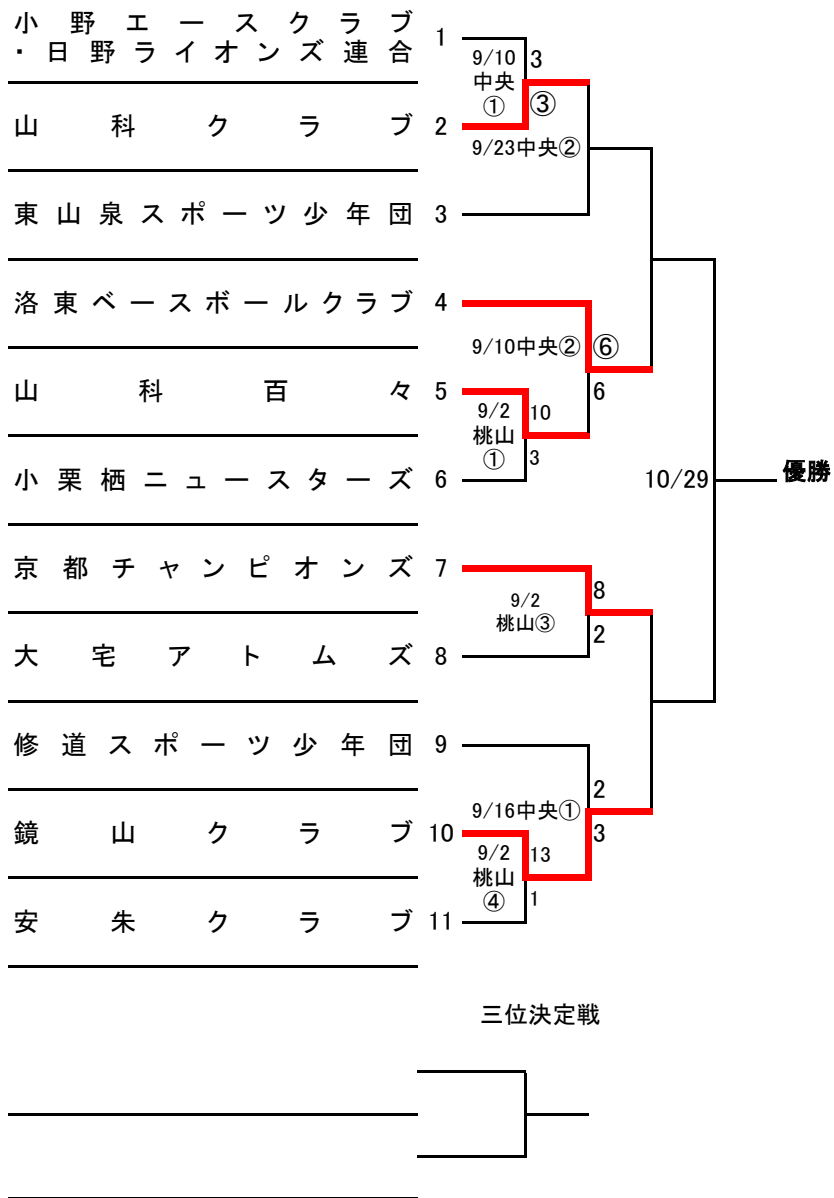 小野エースクラブ
・日野ライオンズ連合
1
9/10
中央
①
3
③
山科クラブ
2
9/23中央②
東山泉スポーツ少年団
3
洛東ベースボールクラブ
4
9/10中央②
⑥
山科百々
5
6
9/2
桃山
①
10
3
小栗栖ニュースターズ
6
10/29
優勝
京都チャンピオンズ
7
8
9/2
桃山③
2
大宅アトムズ
8
修道スポーツ少年団
9
2
9/16中央①
3
鏡山クラブ
10
9/2
桃山
④
13
1
安朱クラブ
11
三位決定戦